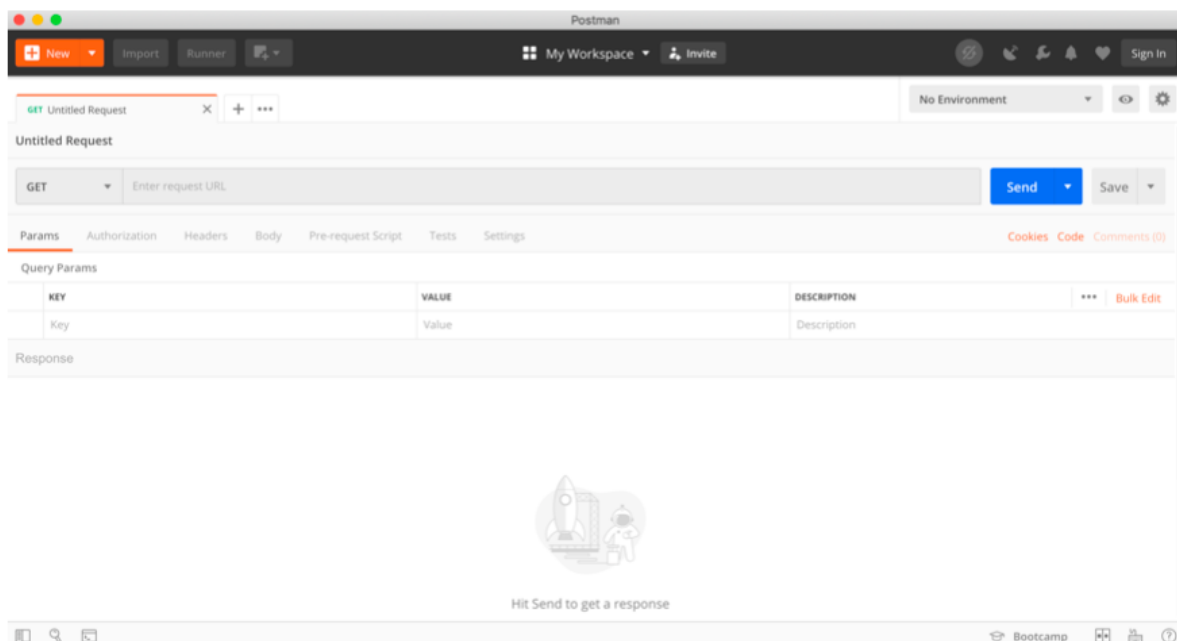 Postman
New Import Runner My Workspace Invite Sign In
GET Untitled Request No Environment
Untitled Request
GET Enter request URL Send Save
Params Authorization Headers Body Pre-request Script Tests Settings Cookies Code Comments (0)
Query Params
KEY VALUE DESCRIPTION Bulk Edit
Key Value Description
Response
Hit Send to get a response
Bootcamp